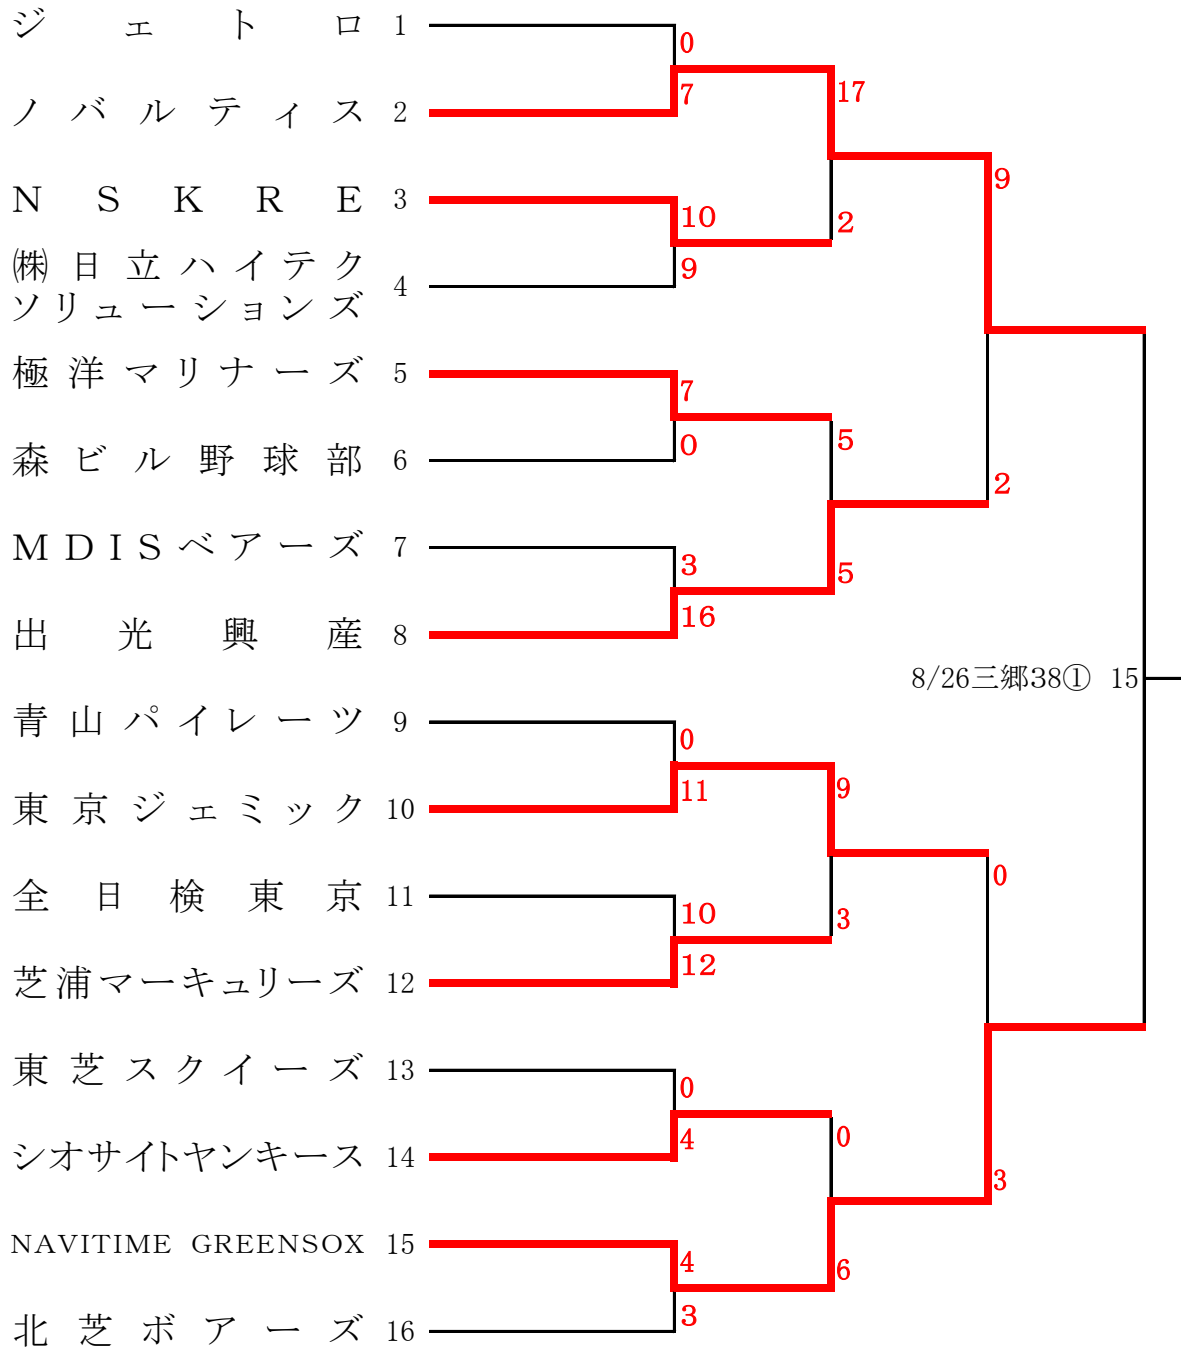 ジェトロ 1
0
7
17
ノバルティス 2
9
NSKRE 3
10
2
9
㈱日立ハイテク
ソリューションズ 4
極洋マリナーズ 5
7
5
0
森ビル野球部 6
2
MDISベアーズ 7
3
5
16
出光興産 8
8/26三郷38① 15
青山パイレーツ 9
0
11
9
東京ジェミック 10
0
全日検東京 11
10
3
12
芝浦マーキュリーズ 12
東芝スクイーズ 13
0
0
4
シオサイトヤンキース 14
3
NAVITIME GREENSOX 15
4
6
3
北芝ボアーズ 16